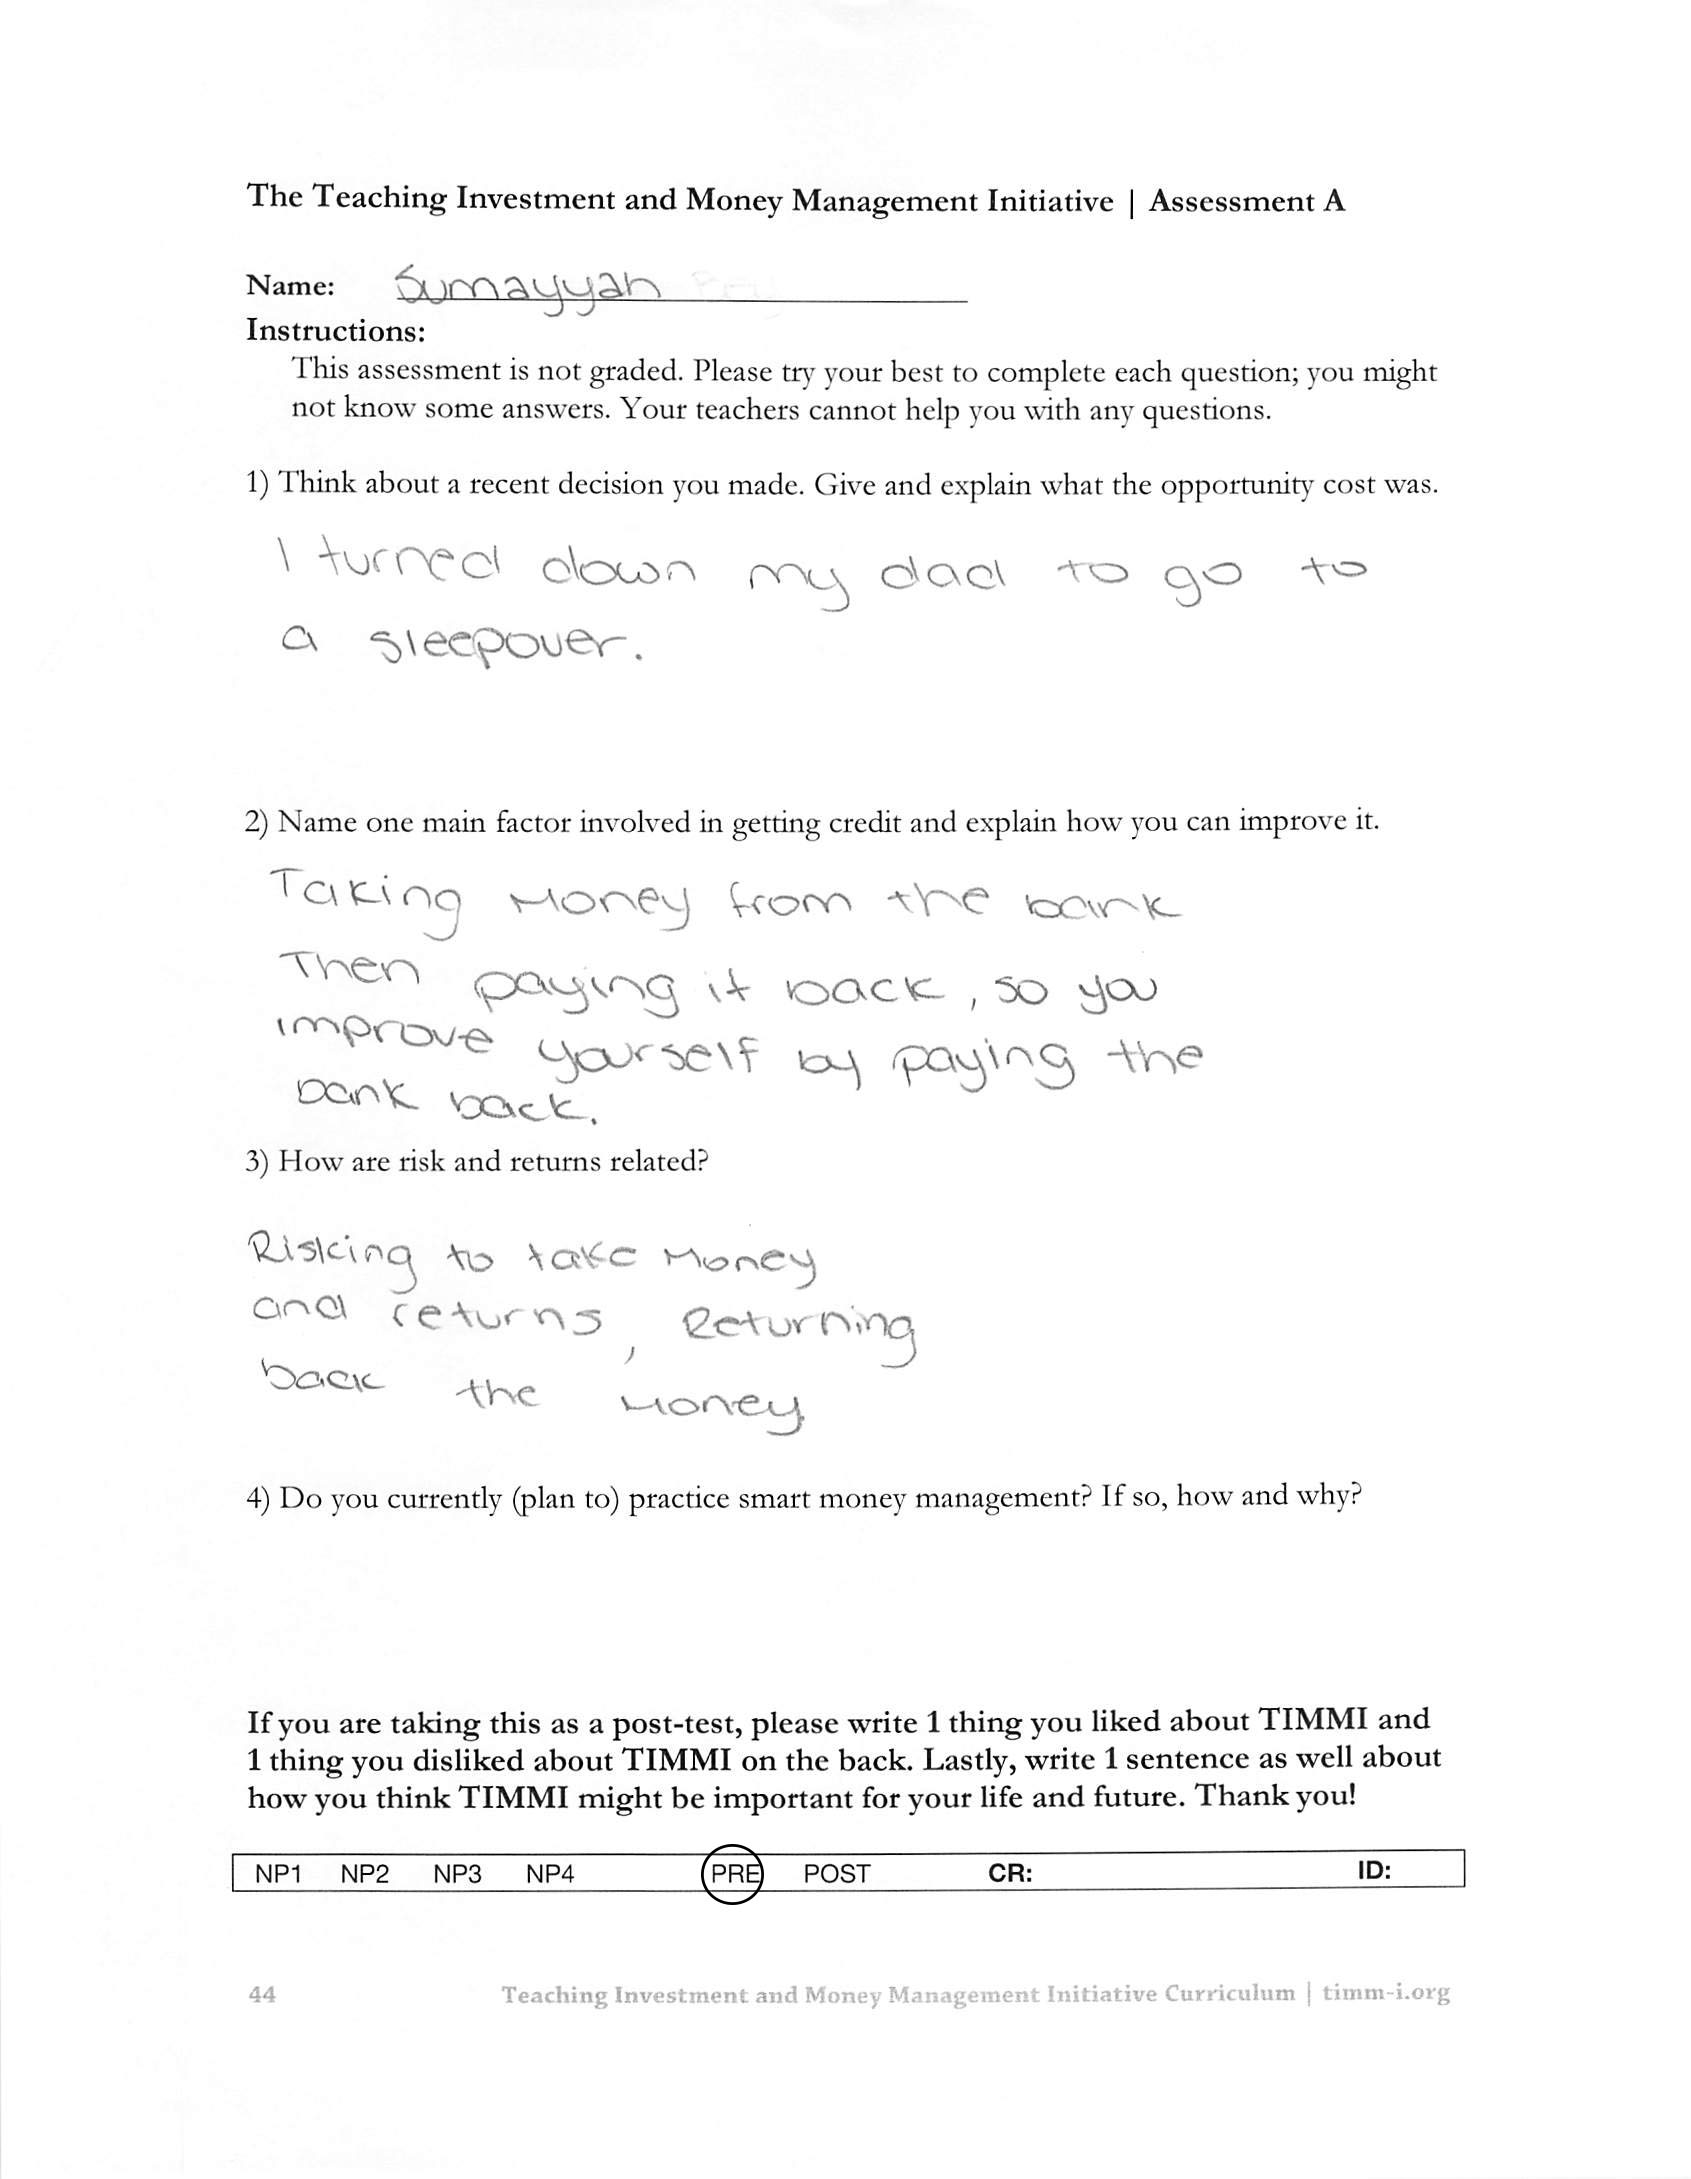 The Teaching Investment and Money Management Initiative | Assessment A
Name: Sumayyah
Instructions:
This assessment is not graded. Please try your best to complete each question; you might
not know some answers. Your teachers cannot help you with any questions.
1) Think about a recent decision you made. Give and explain what the opportunity cost was.
I turned down my dad to go to
a sleepover.
2) Name one main factor involved in getting credit and explain how you can improve it.
Taking Money from the bank
Then paying it back, so you
improve yourself by paying the
bank back.
3) How are risk and returns related?
Risking to take Money
and returns, Returning
back the Money
4) Do you currently (plan to) practice smart money management? If so, how and why?
If you are taking this as a post-test, please write 1 thing you liked about TIMMI and
1 thing you disliked about TIMMI on the back. Lastly, write 1 sentence as well about
how you think TIMMI might be important for your life and future. Thank you!
NP1 NP2 NP3 NP4 PRE POST CR: ID:
44 Teaching Investment and Money Management Initiative Curriculum | timm-i.org